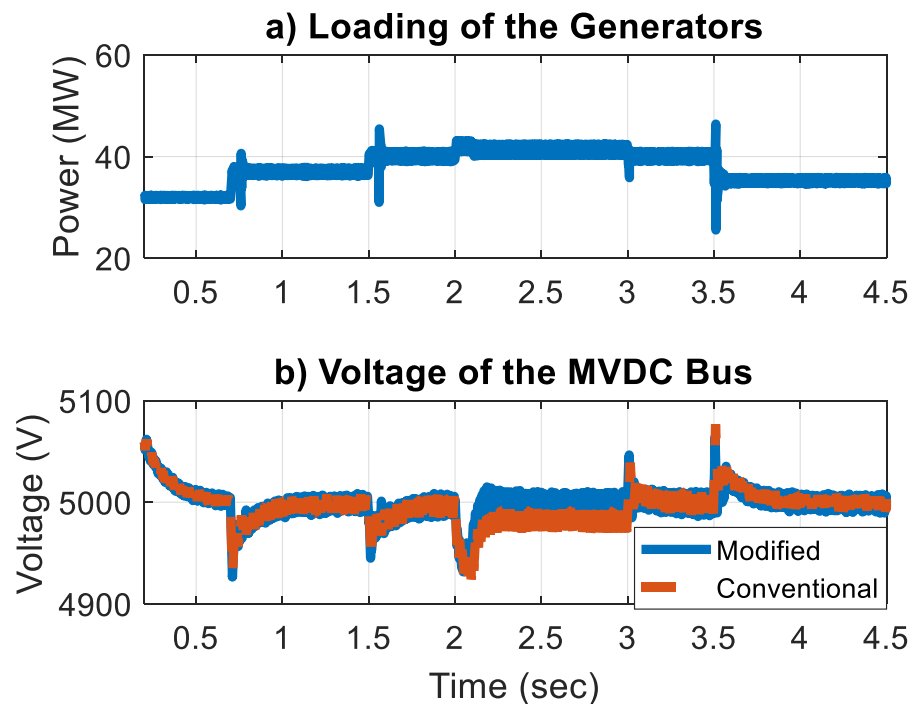 a) Loading of the Generators
Power (MW)
60
40
20
0.5 1 1.5 2 2.5 3 3.5 4 4.5
b) Voltage of the MVDC Bus
Voltage (V)
5100
5000
4900
Modified
Conventional
0.5 1 1.5 2 2.5 3 3.5 4 4.5
Time (sec)